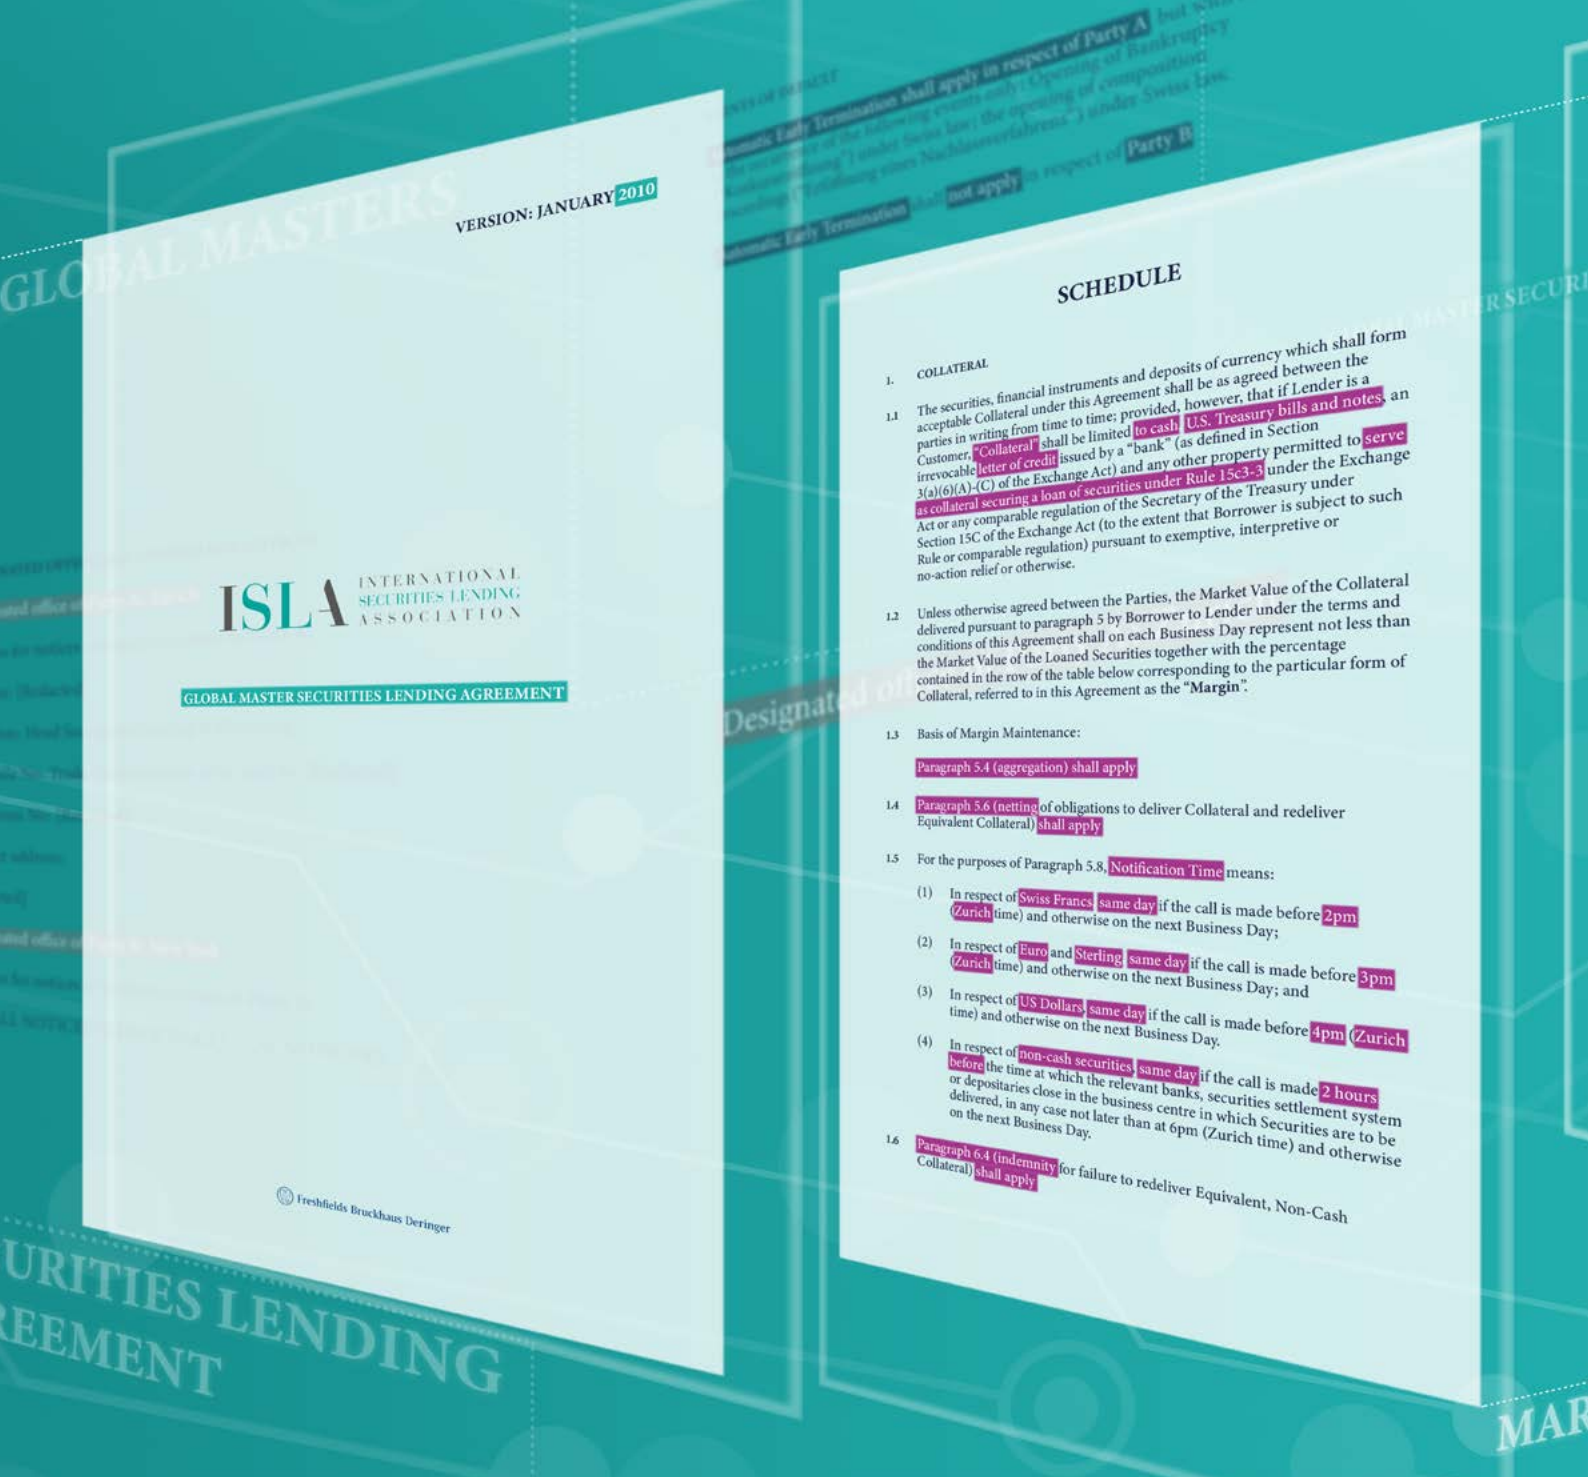 GLOBAL MASTERS
VERSION: JANUARY 2010
ISLA INTERNATIONAL
SECURITIES LENDING
ASSOCIATION
GLOBAL MASTER SECURITIES LENDING AGREEMENT
Freshfields Bruckhaus Deringer
URITIES LENDING
REEMENT
Automatic Early Termination shall apply in respect of Party A but
the following events only: Opening of Bankruptcy
under Swiss law; the opening of composition
under Swiss law.
Automatic Early Termination shall not apply in respect of Party B
Designated
SCHEDULE
1. COLLATERAL
1.1 The securities, financial instruments and deposits of currency which shall form
acceptable Collateral under this Agreement shall be as agreed between the
parties in writing from time to time; provided, however, that if Lender is a
Customer, "Collateral" shall be limited to cash, U.S. Treasury bills and notes, an
irrevocable letter of credit issued by a "bank" (as defined in Section
3(a)(6)(A)-(C) of the Exchange Act) and any other property permitted to serve
as collateral securing a loan of securities under Rule 15c3-3 under the Exchange
Act or any comparable regulation of the Secretary of the Treasury under
Section 15C of the Exchange Act (to the extent that Borrower is subject to such
Rule or comparable regulation) pursuant to exemptive, interpretive or
no-action relief or otherwise.
1.2 Unless otherwise agreed between the Parties, the Market Value of the Collateral
delivered pursuant to paragraph 5 by Borrower to Lender under the terms and
conditions of this Agreement shall on each Business Day represent not less than
the Market Value of the Loaned Securities together with the percentage
contained in the row of the table below corresponding to the particular form of
Collateral, referred to in this Agreement as the "Margin".
1.3 Basis of Margin Maintenance:
Paragraph 5.4 (aggregation) shall apply
1.4 Paragraph 5.6 (netting of obligations to deliver Collateral and redeliver
Equivalent Collateral) shall apply
1.5 For the purposes of Paragraph 5.8, Notification Time means:
(1) In respect of Swiss Francs, same day if the call is made before 2pm
(Zurich time) and otherwise on the next Business Day;
(2) In respect of Euro and Sterling, same day if the call is made before 3pm
(Zurich time) and otherwise on the next Business Day; and
(3) In respect of US Dollars, same day if the call is made before 4pm (Zurich
time) and otherwise on the next Business Day.
(4) In respect of non-cash securities, same day if the call is made 2 hours
before the time at which the relevant banks, securities settlement system
or depositaries close in the business centre in which Securities are to be
delivered, in any case not later than at 6pm (Zurich time) and otherwise
on the next Business Day.
1.6 Paragraph 6.4 (indemnity for failure to redeliver Equivalent, Non-Cash
Collateral) shall apply
MAR